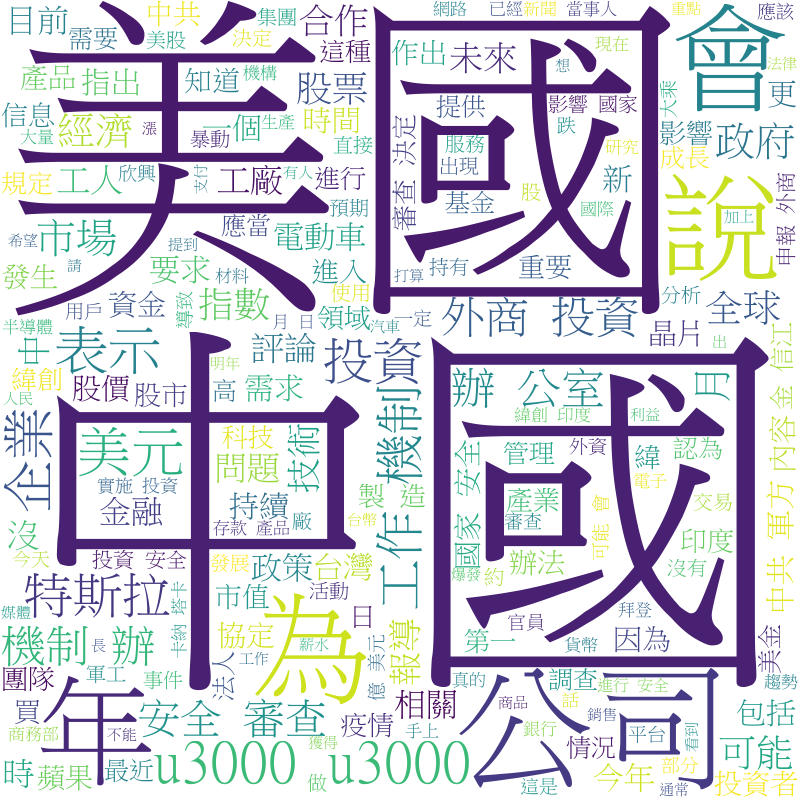 美國
中國
會
說
為
年
公司
目前
需要
中共
美股
集團
決定
合作
這種
網路
已經
新聞
當事人
重點
應該
作出
未來
現在
想
法律
產品
指出
知道
機構
股票
信息
大量
經濟
漲
暴動
一個
生產
時間
直接
提供
影響
國家
大乘
更
影響
政府
成長
跌
審查 決定
服務
出現
研究
規定
工人
欣興
支付
有人
工廠
進行
預期
基金
股
新
國際
加上
申報 外商
市場
應當
電動車
希望
提到
請
材料
發生
要求
進入
持有
打算
重要
用戶
資金
導致
指數
使用
領域
外商 投資
分析
全球
半導體
月 日
汽車
一定
晶片
出
中
表示
評論
投資
明年
辦 公室
月
緯創
股價
股市
高
需求
機制
人民
企業
美元
科技
問題
技術
緯創 印度
利益
信江
內容 金
中共 軍方
管理
外資
緯
認為
實施 投資
持續
製 造
工作
國家 安全
產業
電子
審查
交易
金融
存款 產品
廠
台幣
沒
今天
投資 安全
發展
政策
台灣
可能 會
辦法
印度
爆發
約
沒有
特斯拉
市值
活動
官員
拜登
媒體
卡納 塔卡
協定
日
報導
第一
貨幣
因為
美金
機制 辦
長
薪水
法人
工作
億 美元
團隊
軍工
事件
真的
調查
趨勢
買
安全 審查
疫情
相關
進行 安全
商品
話
銷售
包括
商務部
不能
獲得
手上
銀行
平台
看到
情況
可能
時
蘋果
最近
u3000 u3000
做
這是
今年
部分
通常
投資者